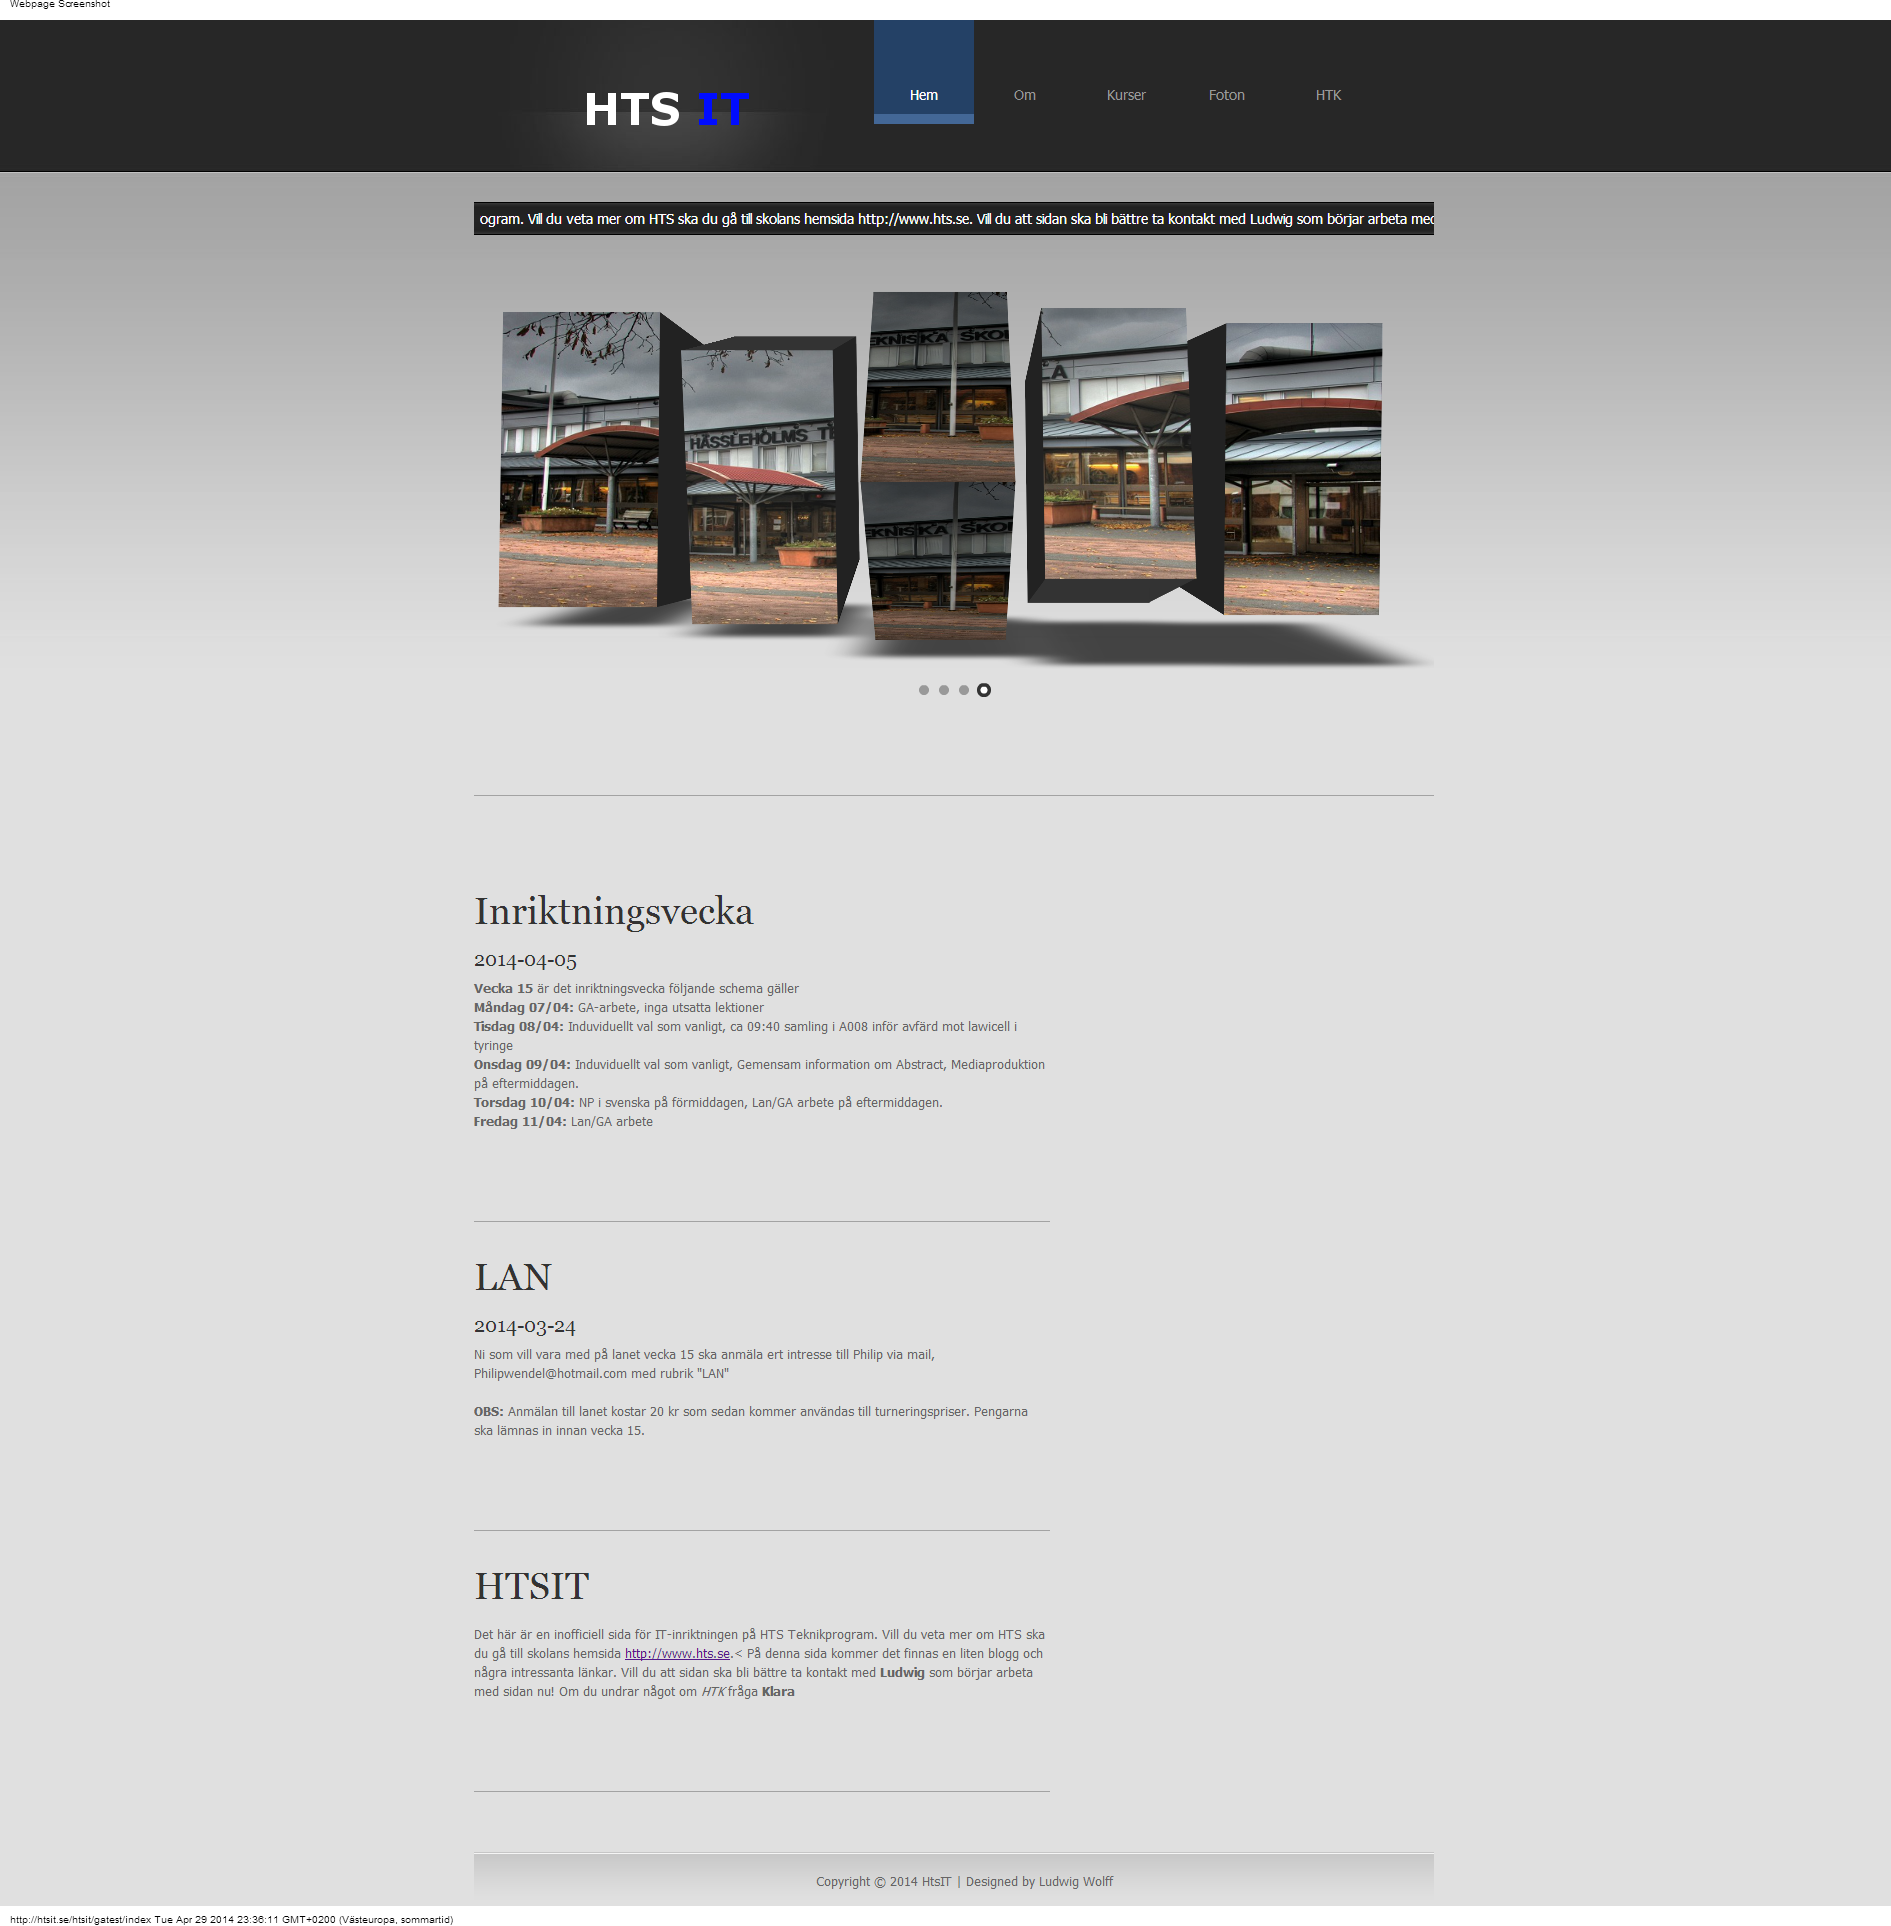 Webpage Screenshot
HTS IT
Hem Om Kurser Foton HTK
ogram. Vill du veta mer om HTS ska du gå till skolans hemsida http://www.hts.se. Vill du att sidan ska bli bättre ta kontakt med Ludwig som börjar arbeta med
HÄSSLEHOLMS TE
EKNISKA SKOL
LA
EKNISKA SKOL
Inriktningsvecka
2014-04-05
Vecka 15 är det inriktningsvecka följande schema gäller
Måndag 07/04: GA-arbete, inga utsatta lektioner
Tisdag 08/04: Induviduellt val som vanligt, ca 09:40 samling i A008 inför avfärd mot lawicell i
tyringe
Onsdag 09/04: Induviduellt val som vanligt, Gemensam information om Abstract, Mediaproduktion
på eftermiddagen.
Torsdag 10/04: NP i svenska på förmiddagen, Lan/GA arbete på eftermiddagen.
Fredag 11/04: Lan/GA arbete
LAN
2014-03-24
Ni som vill vara med på lanet vecka 15 ska anmäla ert intresse till Philip via mail,
Philipwendel@hotmail.com med rubrik "LAN"
OBS: Anmälan till lanet kostar 20 kr som sedan kommer användas till turneringspriser. Pengarna
ska lämnas in innan vecka 15.
HTSIT
Det här är en inofficiell sida för IT-inriktningen på HTS Teknikprogram. Vill du veta mer om HTS ska
du gå till skolans hemsida http://www.hts.se.< På denna sida kommer det finnas en liten blogg och
några intressanta länkar. Vill du att sidan ska bli bättre ta kontakt med Ludwig som börjar arbeta
med sidan nu! Om du undrar något om HTK fråga Klara
Copyright © 2014 HtsIT | Designed by Ludwig Wolff
http://htsit.se/htsit/gatest/index Tue Apr 29 2014 23:36:11 GMT+0200 (Västeuropa, sommartid)